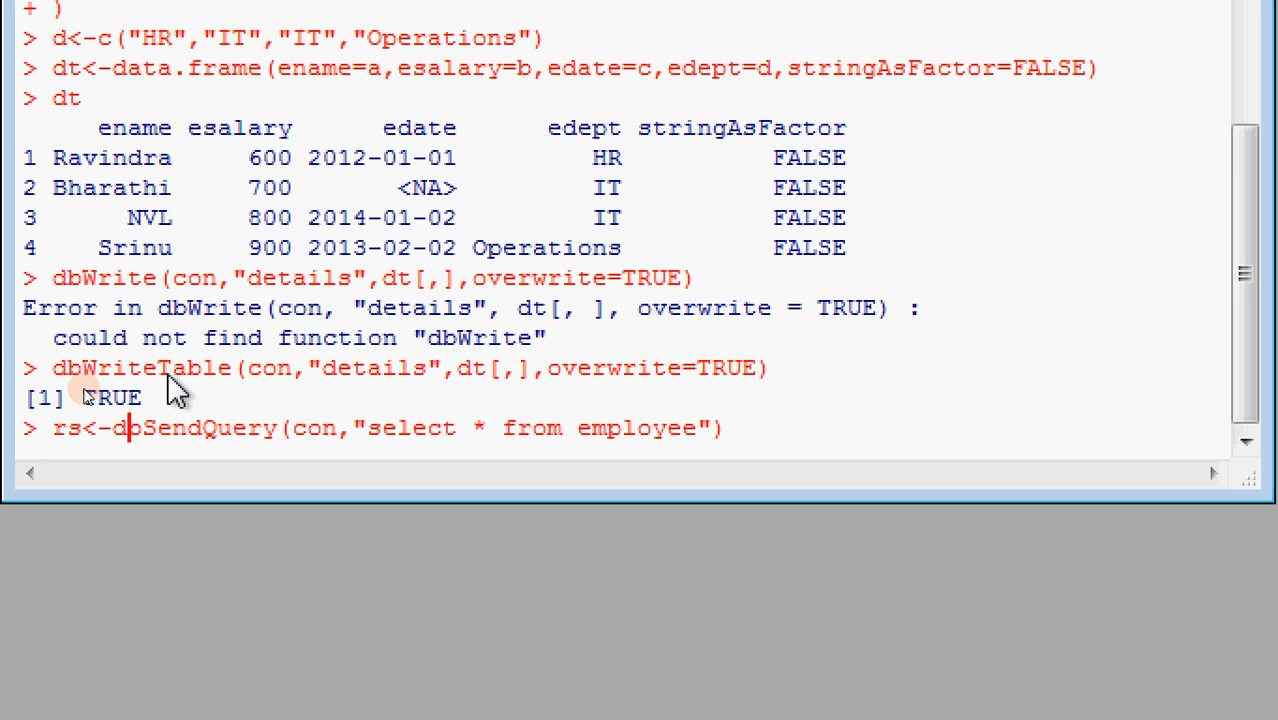 + )
> d<-c("HR","IT","IT","Operations")
> dt<-data.frame(ename=a,esalary=b,edate=c,edept=d,stringAsFactor=FALSE)
> dt
ename esalary edate edept stringAsFactor
1 Ravindra 600 2012-01-01 HR FALSE
2 Bharathi 700 <NA> IT FALSE
3 NVL 800 2014-01-02 IT FALSE
4 Srinu 900 2013-02-02 Operations FALSE
> dbWrite(con,"details",dt[,],overwrite=TRUE)
Error in dbWrite(con, "details", dt[, ], overwrite = TRUE) :
could not find function "dbWrite"
> dbWriteTable(con,"details",dt[,],overwrite=TRUE)
[1] TRUE
> rs<-dbSendQuery(con,"select * from employee")